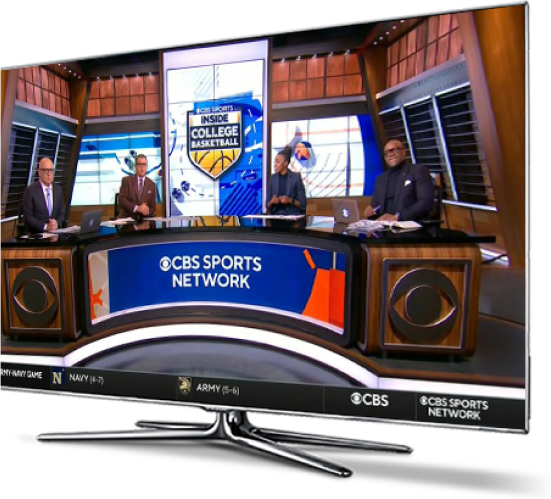 CBS SPORTS
INSIDE
COLLEGE
BASKETBALL
CBS SPORTS
NETWORK
ARMY-NAVY GAME
N NAVY (4-7)
ARMY (5-6)
CBS
CBS SPORTS
NETWORK